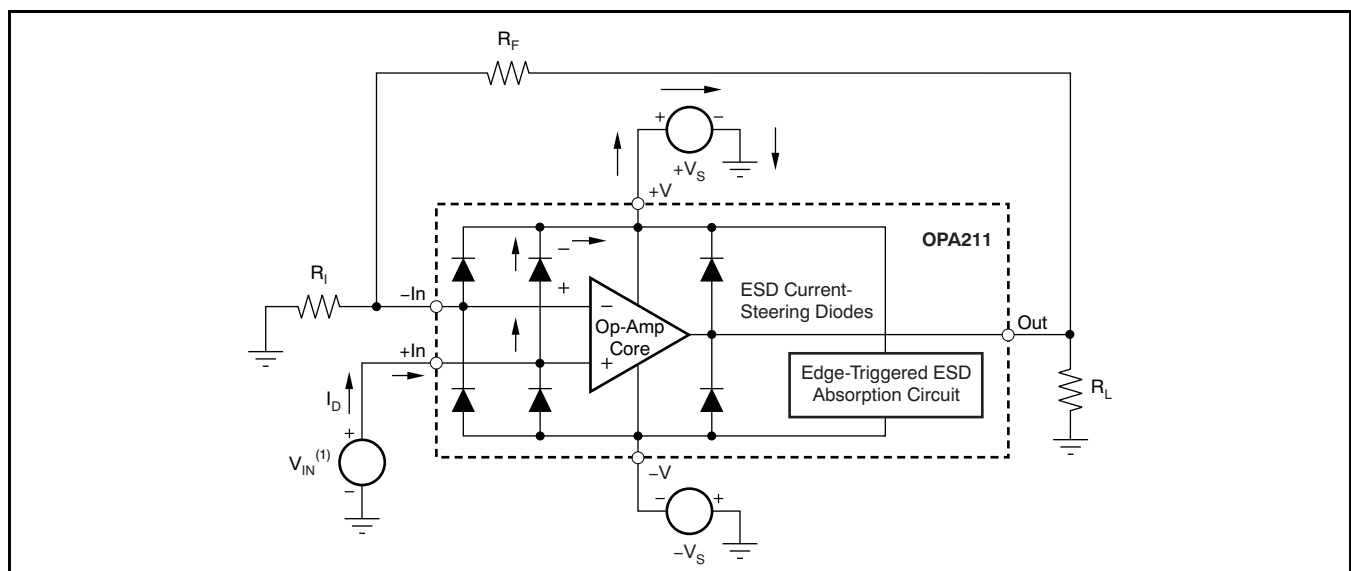 R_F
+ −
+V_S
+V
OPA211
−
+
R_I
−In
−
Op-Amp
Core
+
ESD Current-
Steering Diodes
Out
+In
Edge-Triggered ESD
Absorption Circuit
R_L
I_D
+
V_IN^(1)
−
−V
− +
−V_S